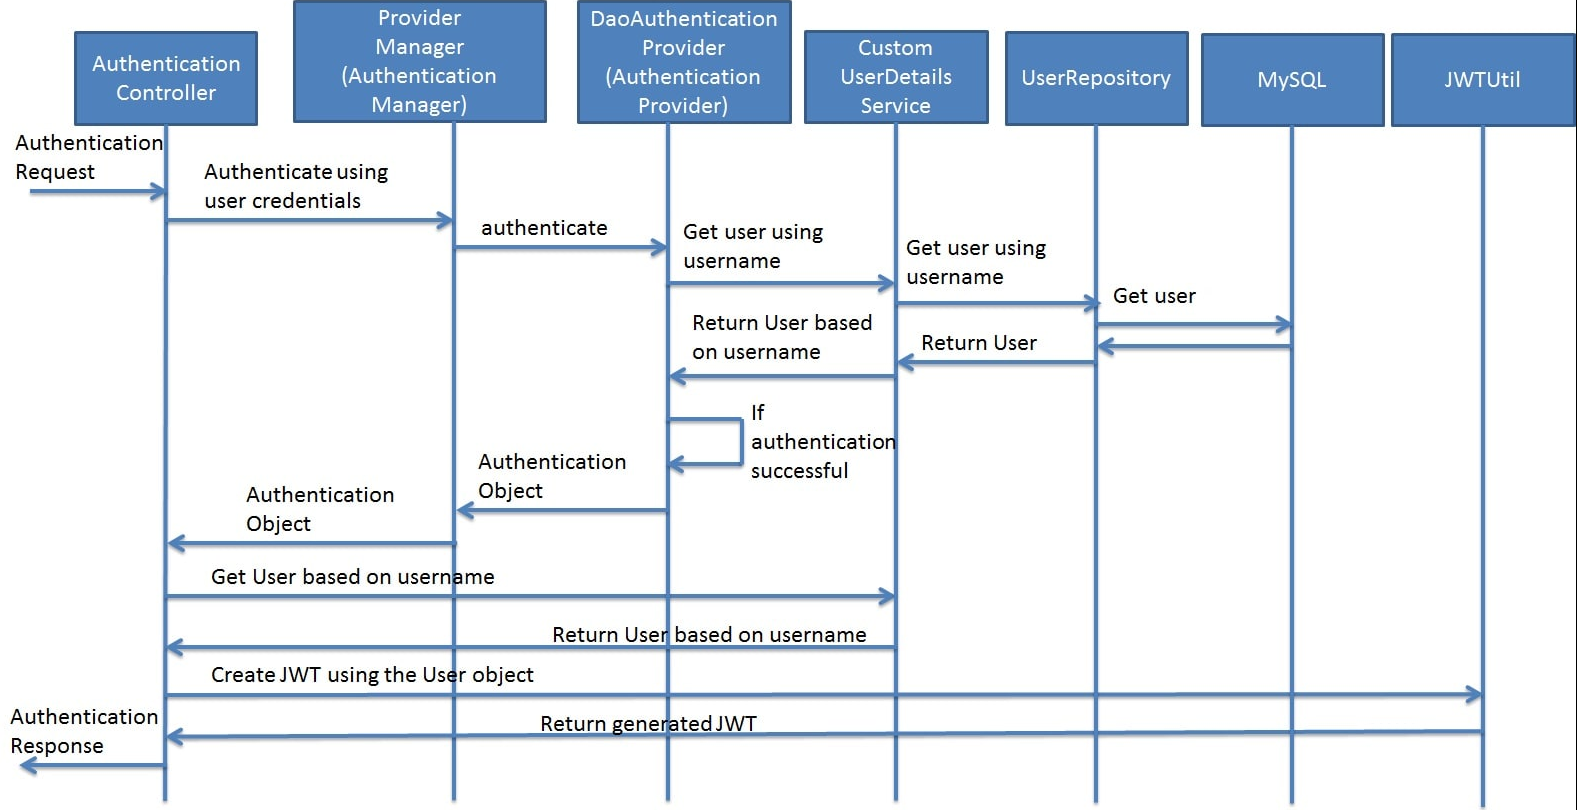 Authentication
Controller
Provider
Manager
(Authentication
Manager)
DaoAuthentication
Provider
(Authentication
Provider)
Custom
UserDetails
Service
UserRepository
MySQL
JWTUtil
Authentication
Request
Authenticate using
user credentials
authenticate
Get user using
username
Get user using
username
Get user
Return User
Return User based
on username
If
authentication
successful
Authentication
Object
Authentication
Object
Get User based on username
Return User based on username
Create JWT using the User object
Return generated JWT
Authentication
Response